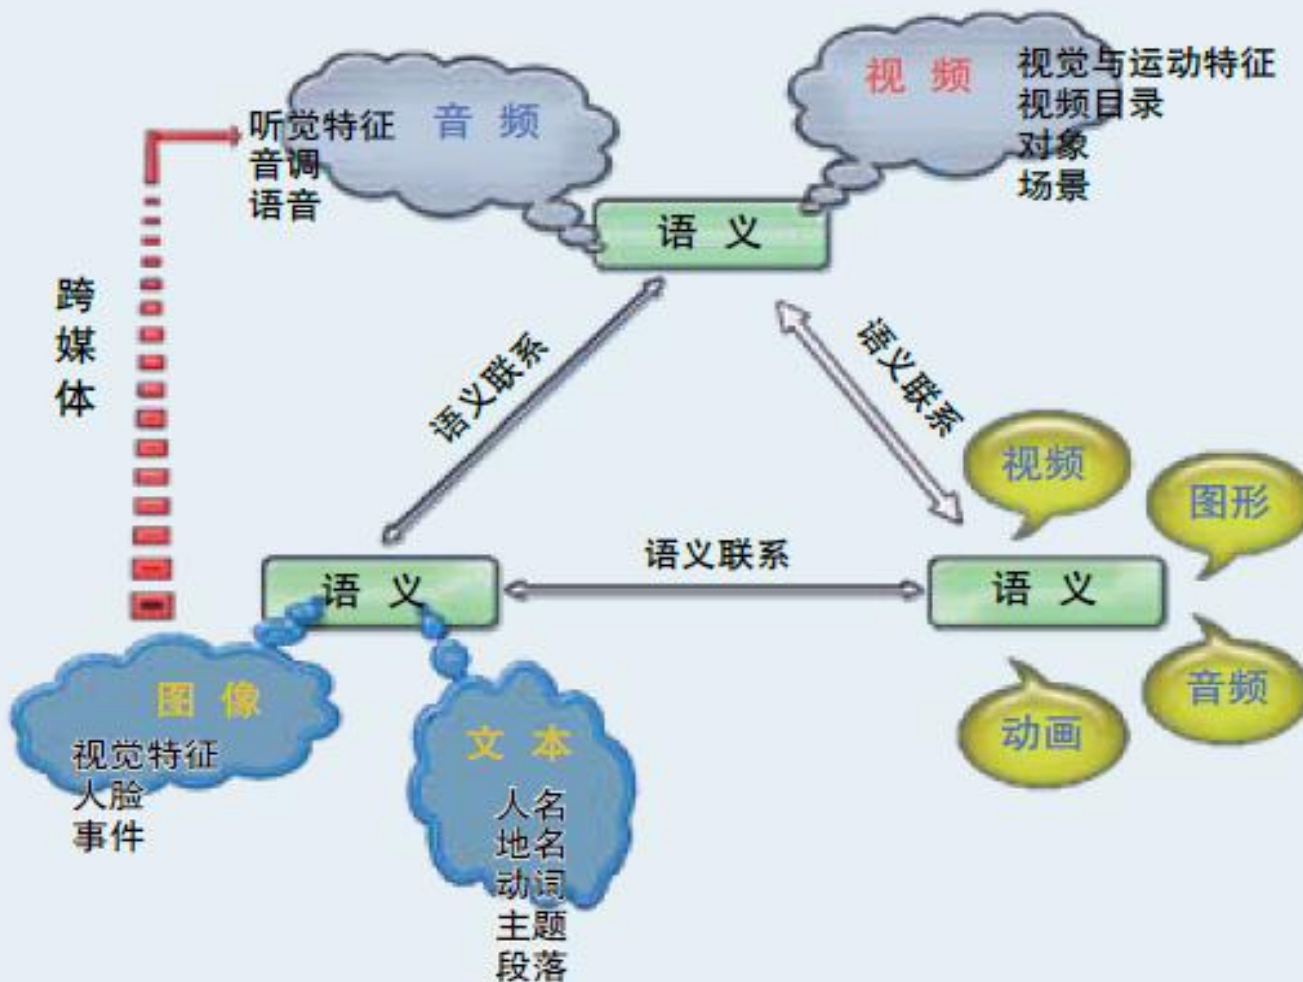 视频
视觉与运动特征
视频目录
对象
场景
音频
听觉特征
音调
语音
语义
跨媒体
语义联系
语义联系
视频
图形
语义联系
语义
语义
图像
视觉特征
人脸
事件
文本
人名
地名
动词
主题
段落
动画
音频